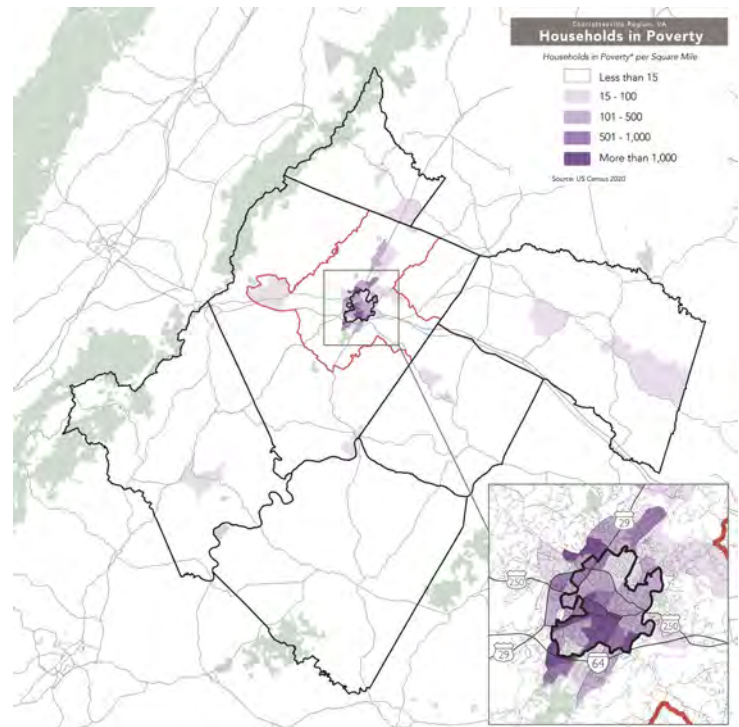 Charlottesville Region, VA
Households in Poverty
Households in Poverty* per Square Mile
Less than 15
15 - 100
101 - 500
501 - 1,000
More than 1,000
Source: US Census 2020
29
250
250
29
64